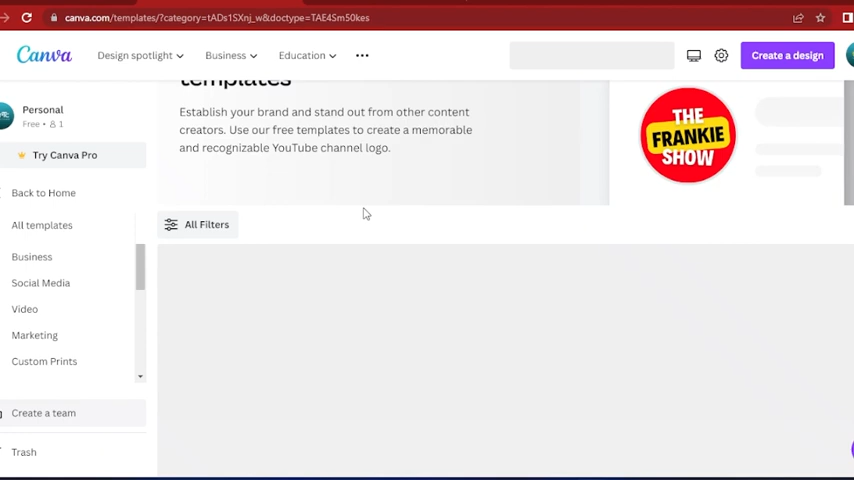 canva.com/templates/?category=tADs1SXnj_w&doctype=TAE4Sm50kes
Canva
Design spotlight
Business
Education
Create a design
templates
Personal
Free • 1
Establish your brand and stand out from other content
creators. Use our free templates to create a memorable
and recognizable YouTube channel logo.
THE
FRANKIE
SHOW
Try Canva Pro
Back to Home
All templates
All Filters
Business
Social Media
Video
Marketing
Custom Prints
Create a team
Trash